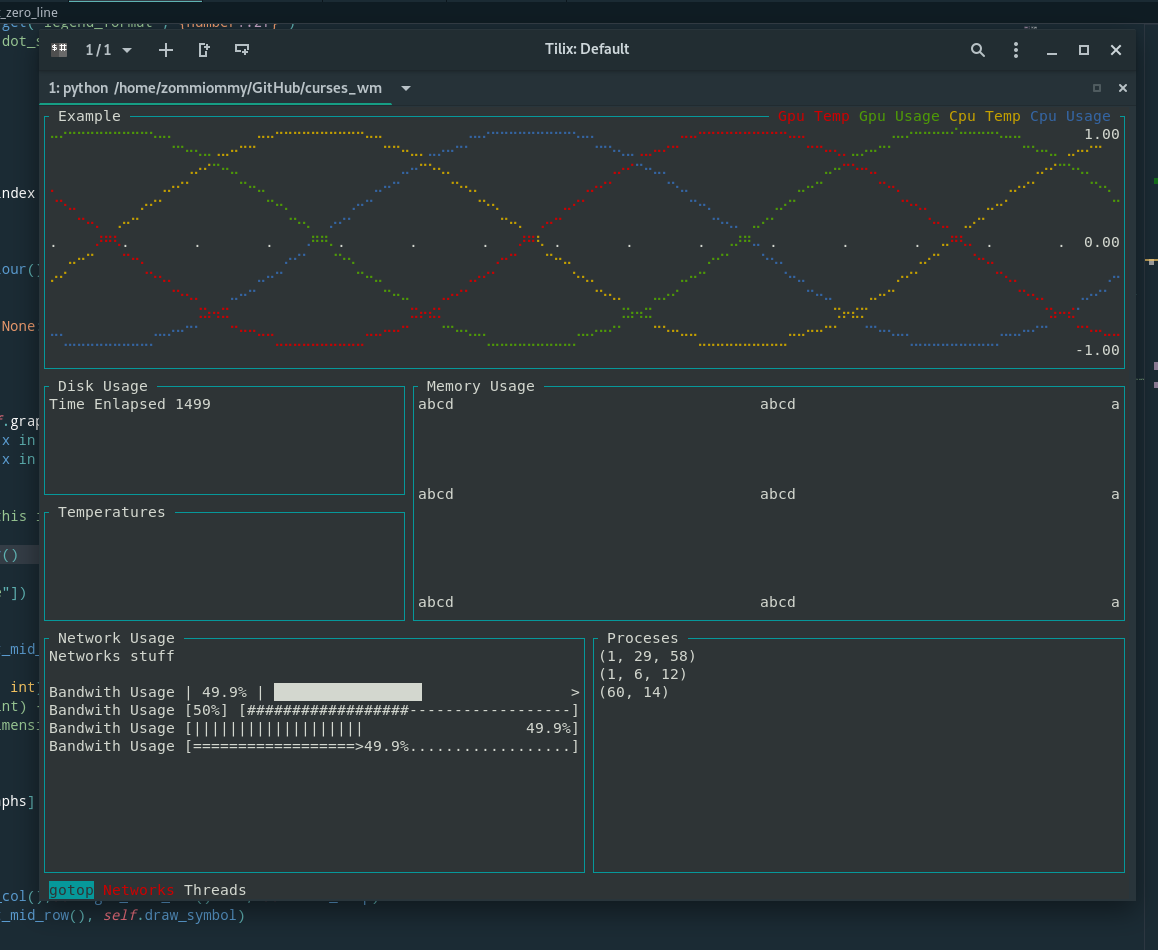 _zero_line
get("legend_format", "{number:.2f}")
dot_s
1 / 1
Tilix: Default
1: python /home/zommiommy/GitHub/curses_wm
Example
Gpu Temp Gpu Usage Cpu Temp Cpu Usage
1.00
0.00
-1.00
index
our()
None
f.grap
x in
x in
this i
()
e"])
_mid_
int)
int) -
imensi
phs]
Disk Usage
Time Enlapsed 1499
Memory Usage
abcd abcd a
abcd abcd a
abcd abcd a
Temperatures
Network Usage
Networks stuff
Bandwith Usage | 49.9% | >
Bandwith Usage [50%] [##################------------------]
Bandwith Usage [||||||||||||||||||| 49.9%]
Bandwith Usage [==================>49.9%..................]
Proceses
(1, 29, 58)
(1, 6, 12)
(60, 14)
gotop Networks Threads
_col()
_mid_row(), self.draw_symbol)